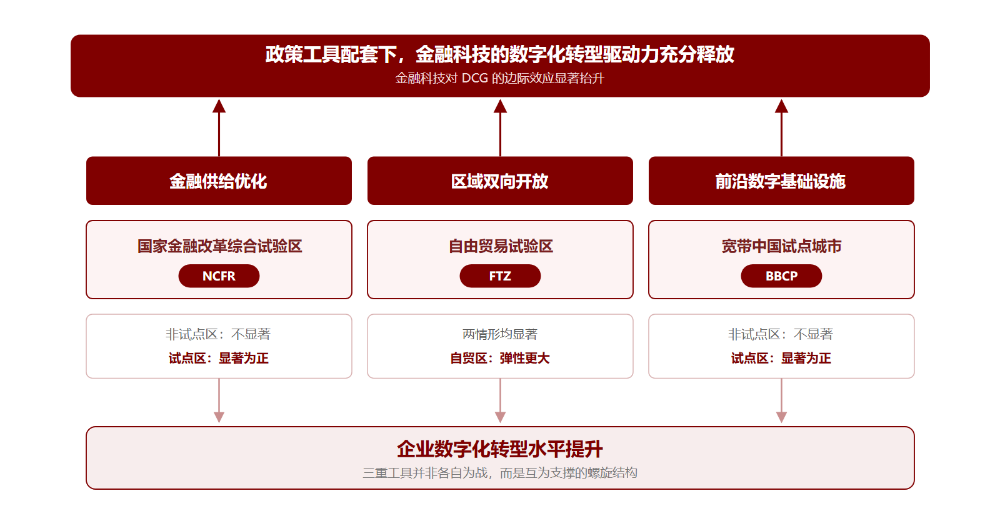 政策工具配套下，金融科技的数字化转型驱动力充分释放
金融科技对 DCG 的边际效应显著抬升
金融供给优化
区域双向开放
前沿数字基础设施
国家金融改革综合试验区
NCFR
自由贸易试验区
FTZ
宽带中国试点城市
BBCP
非试点区：不显著
试点区：显著为正
两情形均显著
自贸区：弹性更大
非试点区：不显著
试点区：显著为正
企业数字化转型水平提升
三重工具并非各自为战，而是互为支撑的螺旋结构